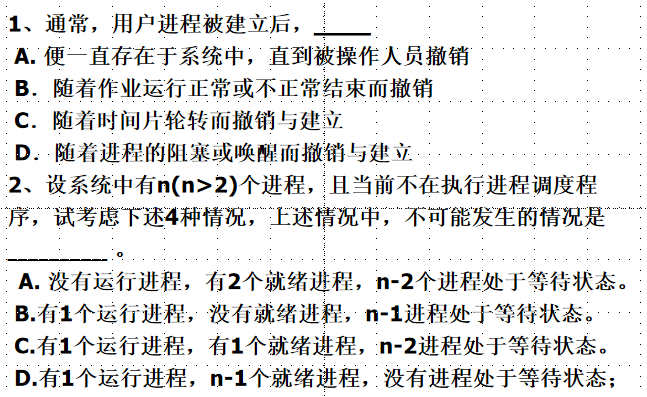 1、通常，用户进程被建立后，_____
A. 便一直存在于系统中，直到被操作人员撤销
B．随着作业运行正常或不正常结束而撤销
C．随着时间片轮转而撤销与建立
D．随着进程的阻塞或唤醒而撤销与建立
2、设系统中有n(n>2)个进程，且当前不在执行进程调度程
序，试考虑下述4种情况，上述情况中，不可能发生的情况是
_________ 。
A. 没有运行进程，有2个就绪进程，n-2个进程处于等待状态。
B.有1个运行进程，没有就绪进程，n-1进程处于等待状态。
C.有1个运行进程，有1个就绪进程，n-2进程处于等待状态。
D.有1个运行进程，n-1个就绪进程，没有进程处于等待状态；